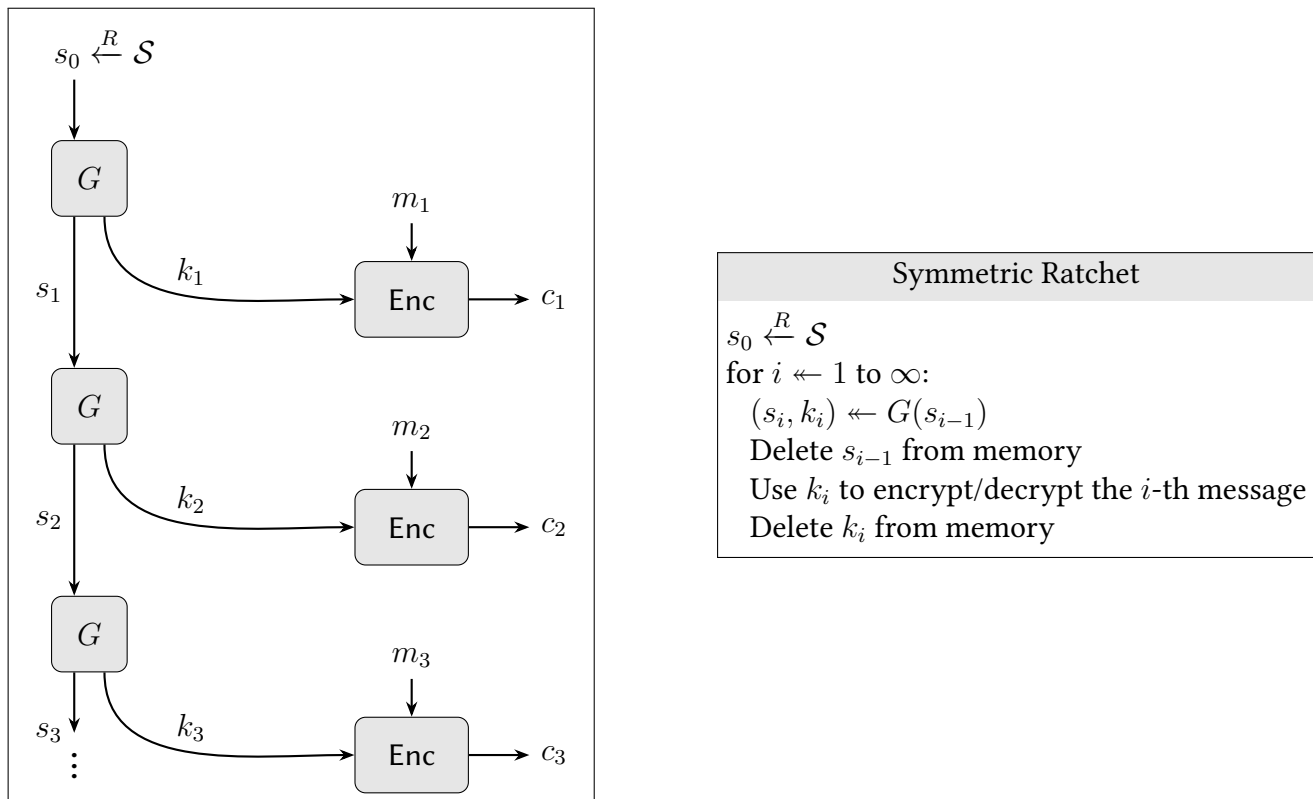 s₀ ↞ᴿ 𝒮
G
m₁
k₁
s₁
Enc
c₁
G
m₂
k₂
s₂
Enc
c₂
G
m₃
k₃
s₃
Enc
c₃
⋮
Symmetric Ratchet
s₀ ↞ᴿ 𝒮
for i ↞ 1 to ∞:
(sᵢ, kᵢ) ↞ G(sᵢ₋₁)
Delete sᵢ₋₁ from memory
Use kᵢ to encrypt/decrypt the i-th message
Delete kᵢ from memory